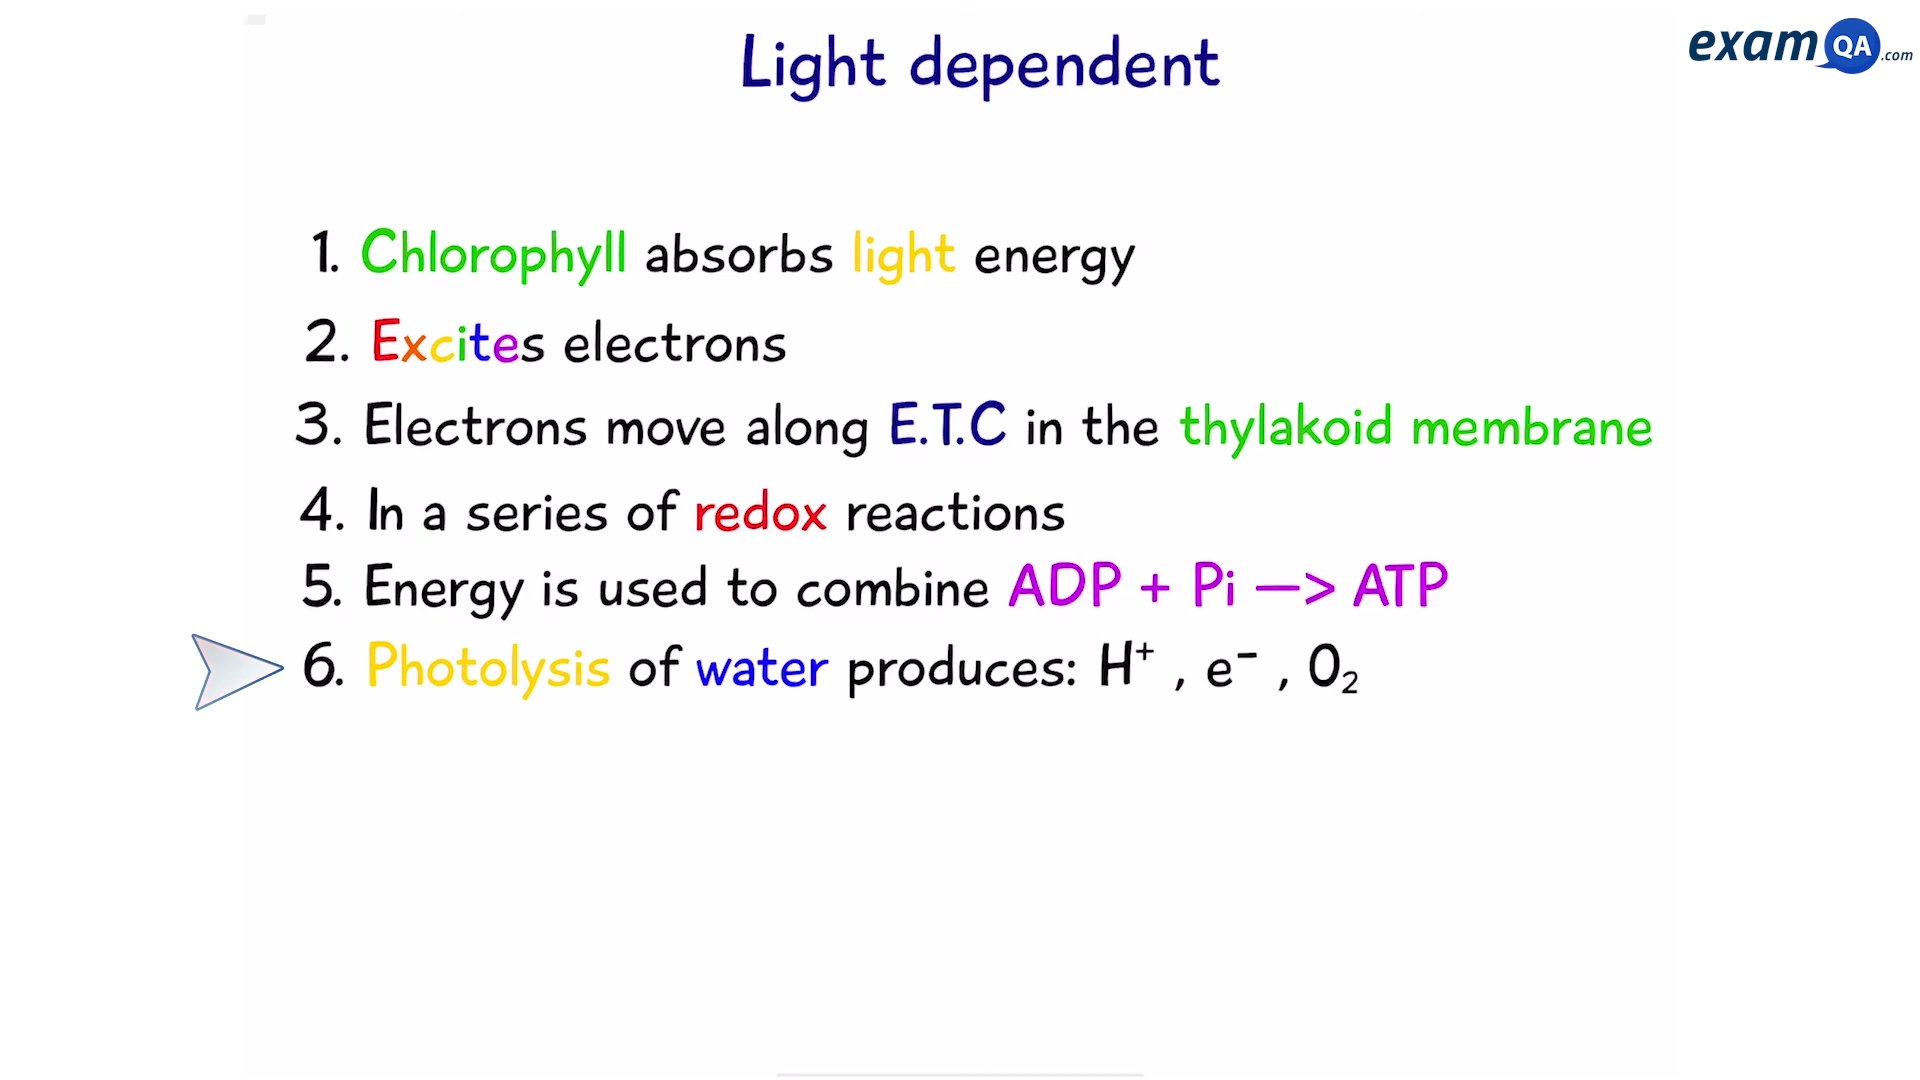 Light dependent
examQA.com
1. Chlorophyll absorbs light energy
2. Excites electrons
3. Electrons move along E.T.C in the thylakoid membrane
4. In a series of redox reactions
5. Energy is used to combine ADP + Pi —> ATP
6. Photolysis of water produces: H⁺ , e⁻ , O₂